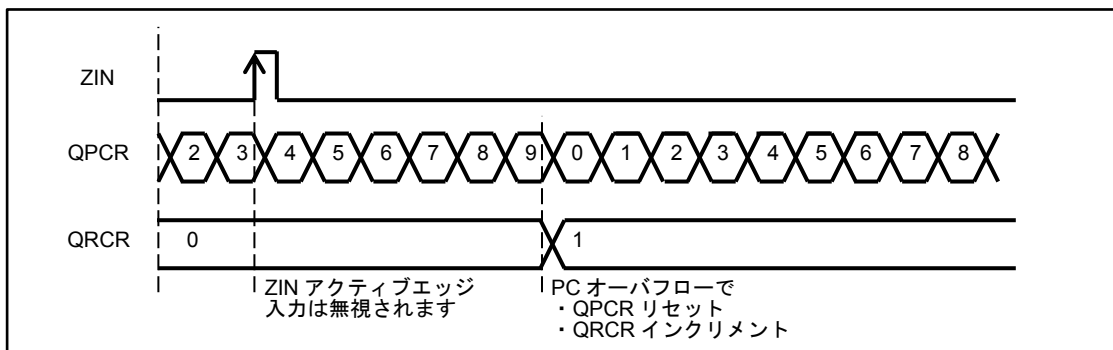 ZIN
QPCR 2 3 4 5 6 7 8 9 0 1 2 3 4 5 6 7 8
QRCR 0 1
ZIN アクティブエッジ
入力は無視されます
PC オーバフローで
・QPCR リセット
・QRCR インクリメント